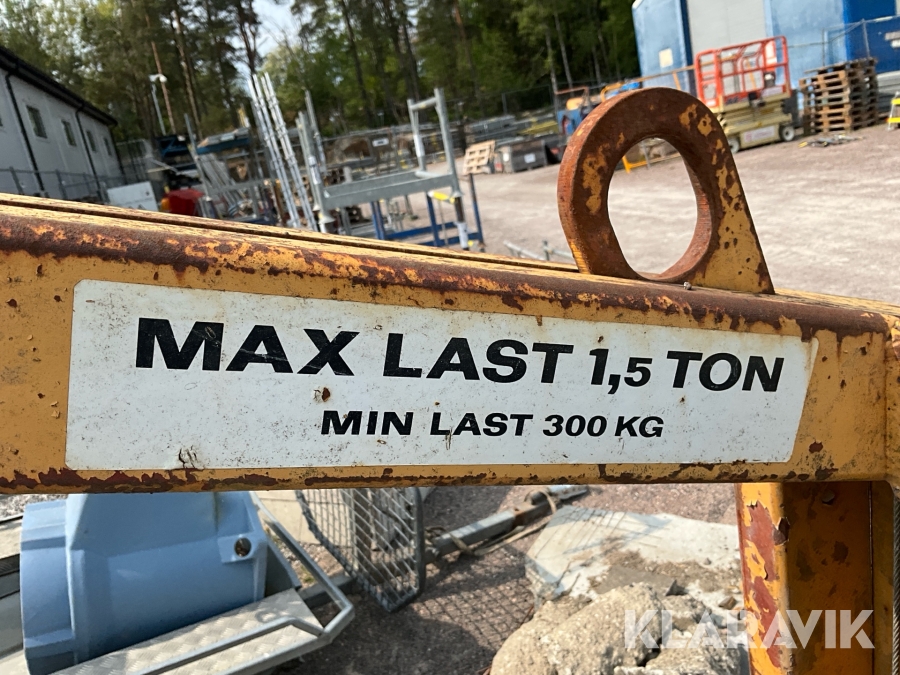 MAX LAST 1,5 TON
MIN LAST 300 KG
KLARAVIK